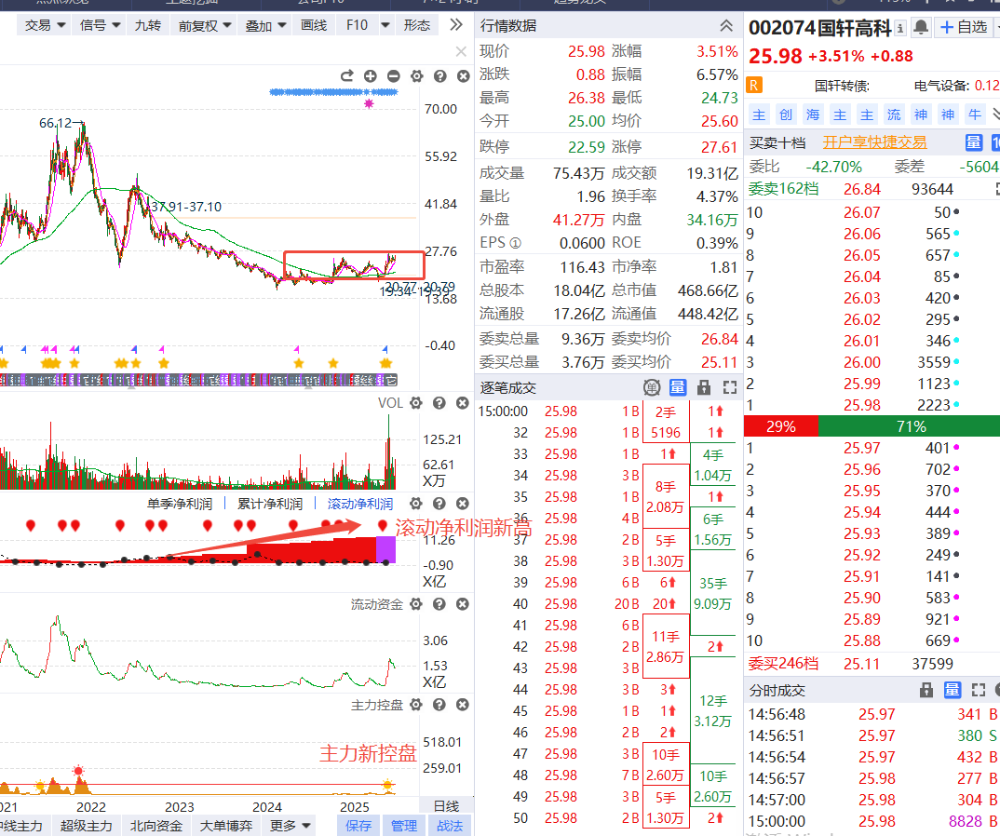 交易 信号 九转 前复权 叠加 画线 F10 形态
70.00
66.12
55.92
41.84
37.91-37.10
27.76
20.77-20.79
19.34-19.39
13.68
-0.40
VOL
125.21
62.61
X万
单季净利润 累计净利润 滚动净利润
滚动净利润新高
11.26
-0.90
X亿
流动资金
3.06
1.53
X亿
主力控盘
518.01
主力新控盘
259.01
2022 2023 2024 2025 日线
超级主力 北向资金 大单博弈 更多 保存 管理 战法
行情数据
现价 25.98 涨幅 3.51%
涨跌 0.88 振幅 6.57%
最高 26.38 最低 24.73
今开 25.00 均价 25.60
跌停 22.59 涨停 27.61
成交量 75.43万 成交额 19.31亿
量比 1.96 换手率 4.37%
外盘 41.27万 内盘 34.16万
EPS ① 0.0600 ROE 0.39%
市盈率 116.43 市净率 1.81
总股本 18.04亿 总市值 468.66亿
流通股 17.26亿 流通值 448.42亿
委卖总量 9.36万 委卖均价 26.84
委买总量 3.76万 委买均价 25.11
逐笔成交 单 量
15:00:00 25.98 1 B 2手 1
32 25.98 1 B 5196 1
33 25.98 1 B 1 4手
34 25.98 3 B 8手 1.04万
35 25.98 1 B 2.08万 1
36 25.98 4 B 6手
37 25.98 2 B 5手 1.56万
38 25.98 3 B 1.30万
39 25.98 6 B 6 35手
40 25.98 20 B 20 9.09万
41 25.98 6 B 11手
42 25.98 2 B 2.86万 2
43 25.98 3 B
44 25.98 3 B 3 12手
45 25.98 1 B 1 3.12万
46 25.98 2 B 2
47 25.98 3 B 10手
48 25.98 7 B 2.60万 10手
49 25.98 3 B 5手 2.60万
50 25.98 2 B 1.30万 2
002074国轩高科 自选
25.98 +3.51% +0.88
R 国轩转债: 电气设备: 0.12
主 创 海 主 主 流 神 神 牛
买卖十档 开户享快捷交易 量
委比 -42.70% 委差 -5604
委卖162档 26.84 93644
10 26.07 50
9 26.06 565
8 26.05 657
7 26.04 85
6 26.03 420
5 26.02 295
4 26.01 346
3 26.00 3559
2 25.99 1123
1 25.98 2223
29% 71%
1 25.97 401
2 25.96 702
3 25.95 370
4 25.94 444
5 25.93 389
6 25.92 249
7 25.91 141
8 25.90 583
9 25.89 921
10 25.88 669
委买246档 25.11 37599
分时成交 量
14:56:48 25.97 341 B
14:56:51 25.97 380 S
14:56:54 25.97 432 B
14:56:57 25.98 277 B
14:57:00 25.98 304 B
15:00:00 25.98 8828 B